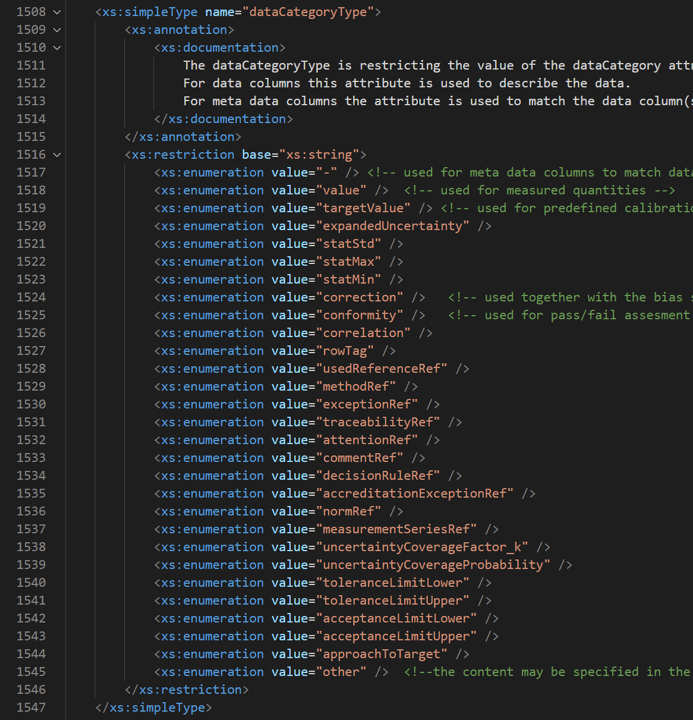 1508 <xs:simpleType name="dataCategoryType">
1509 <xs:annotation>
1510 <xs:documentation>
1511 The dataCategoryType is restricting the value of the dataCategory
1512 For data columns this attribute is used to describe the data.
1513 For meta data columns the attribute is used to match the data
1514 </xs:documentation>
1515 </xs:annotation>
1516 <xs:restriction base="xs:string">
1517 <xs:enumeration value="-" /> <!-- used for meta data columns to match
1518 <xs:enumeration value="value" /> <!-- used for measured quantities -->
1519 <xs:enumeration value="targetValue" /> <!-- used for predefined
1520 <xs:enumeration value="expandedUncertainty" />
1521 <xs:enumeration value="statStd" />
1522 <xs:enumeration value="statMax" />
1523 <xs:enumeration value="statMin" />
1524 <xs:enumeration value="correction" /> <!-- used together with the bias
1525 <xs:enumeration value="conformity" /> <!-- used for pass/fail assesment
1526 <xs:enumeration value="correlation" />
1527 <xs:enumeration value="rowTag" />
1528 <xs:enumeration value="usedReferenceRef" />
1529 <xs:enumeration value="methodRef" />
1530 <xs:enumeration value="exceptionRef" />
1531 <xs:enumeration value="traceabilityRef" />
1532 <xs:enumeration value="attentionRef" />
1533 <xs:enumeration value="commentRef" />
1534 <xs:enumeration value="decisionRuleRef" />
1535 <xs:enumeration value="accreditationExceptionRef" />
1536 <xs:enumeration value="normRef" />
1537 <xs:enumeration value="measurementSeriesRef" />
1538 <xs:enumeration value="uncertaintyCoverageFactor_k" />
1539 <xs:enumeration value="uncertaintyCoverageProbability" />
1540 <xs:enumeration value="toleranceLimitLower" />
1541 <xs:enumeration value="toleranceLimitUpper" />
1542 <xs:enumeration value="acceptanceLimitLower" />
1543 <xs:enumeration value="acceptanceLimitUpper" />
1544 <xs:enumeration value="approachToTarget" />
1545 <xs:enumeration value="other" /> <!--the content may be specified in the
1546 </xs:restriction>
1547 </xs:simpleType>